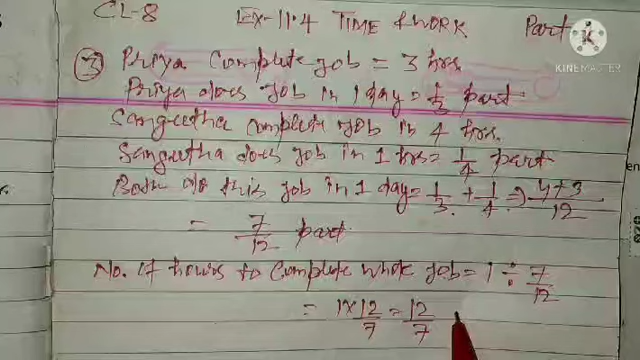 CL-8 Ex-11.4 TIME & WORK Part
KINEMASTER
③ Priya Complete job = 3 hrs.
Priya does job in 1 day = 1/3 part
Sangeetha complete job in 4 hrs.
Sangeetha does job in 1 hrs = 1/4 part
Both do this job in 1 day = 1/3 + 1/4 ⇒ 4+3/12
= 7/12 part
No. of hours to Complete whole job = 1 ÷ 7/12
= 1×12/7 = 12/7